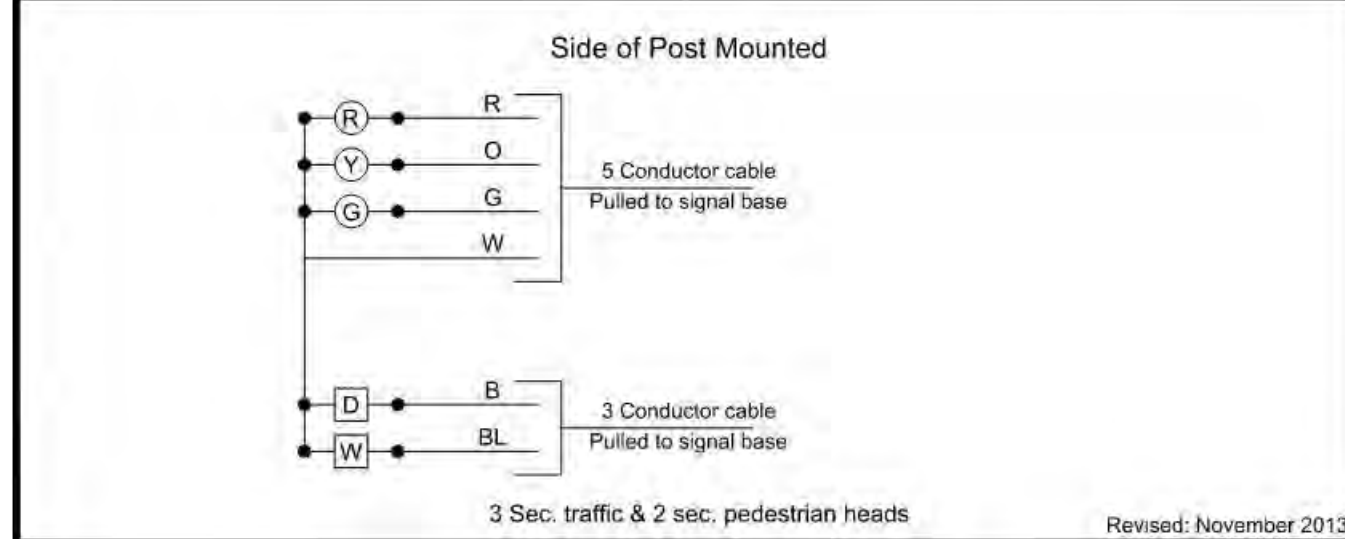 Side of Post Mounted
R R
Y O
G G
W
5 Conductor cable
Pulled to signal base
D B
W BL
3 Conductor cable
Pulled to signal base
3 Sec. traffic & 2 sec. pedestrian heads
Revised: November 2013